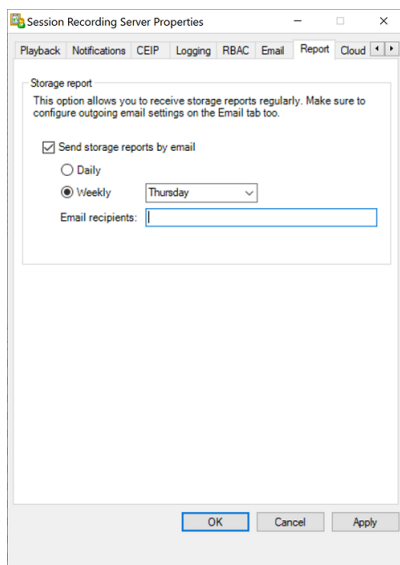 Session Recording Server Properties
Playback Notifications CEIP Logging RBAC Email Report Cloud
Storage report
This option allows you to receive storage reports regularly. Make sure to
configure outgoing email settings on the Email tab too.
Send storage reports by email
Daily
Weekly Thursday
Email recipients:
OK Cancel Apply